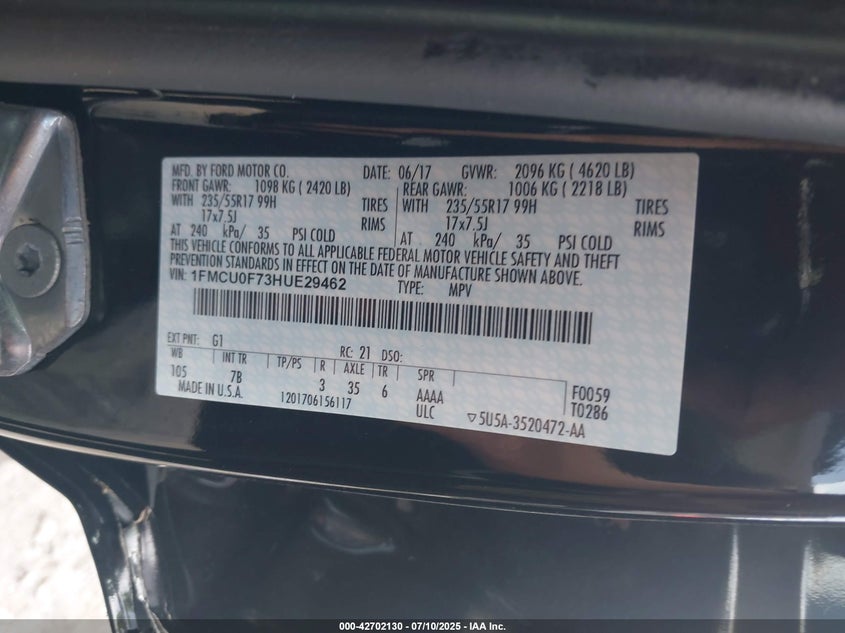 MFD. BY FORD MOTOR CO. DATE: 06/17 GVWR: 2096 KG ( 4620 LB)
FRONT GAWR: 1098 KG ( 2420 LB) REAR GAWR: 1006 KG ( 2218 LB)
WITH 235/55R17 99H TIRES WITH 235/55R17 99H TIRES
17x7.5J RIMS 17x7.5J RIMS
AT 240 kPa/ 35 PSI COLD AT 240 kPa/ 35 PSI COLD
THIS VEHICLE CONFORMS TO ALL APPLICABLE FEDERAL MOTOR VEHICLE SAFETY AND THEFT
PREVENTION STANDARDS IN EFFECT ON THE DATE OF MANUFACTURE SHOWN ABOVE.
VIN: 1FMCU0F73HUE29462 TYPE: MPV
EXT PNT: G1 RC: 21 DSO:
WB INT TR TP/PS R AXLE TR SPR
105 7B 3 35 6 AAAA F0059
MADE IN U.S.A. 1201706156117 ULC T0286
5U5A-3520472-AA
000-42702130 - 07/10/2025 - IAA Inc.